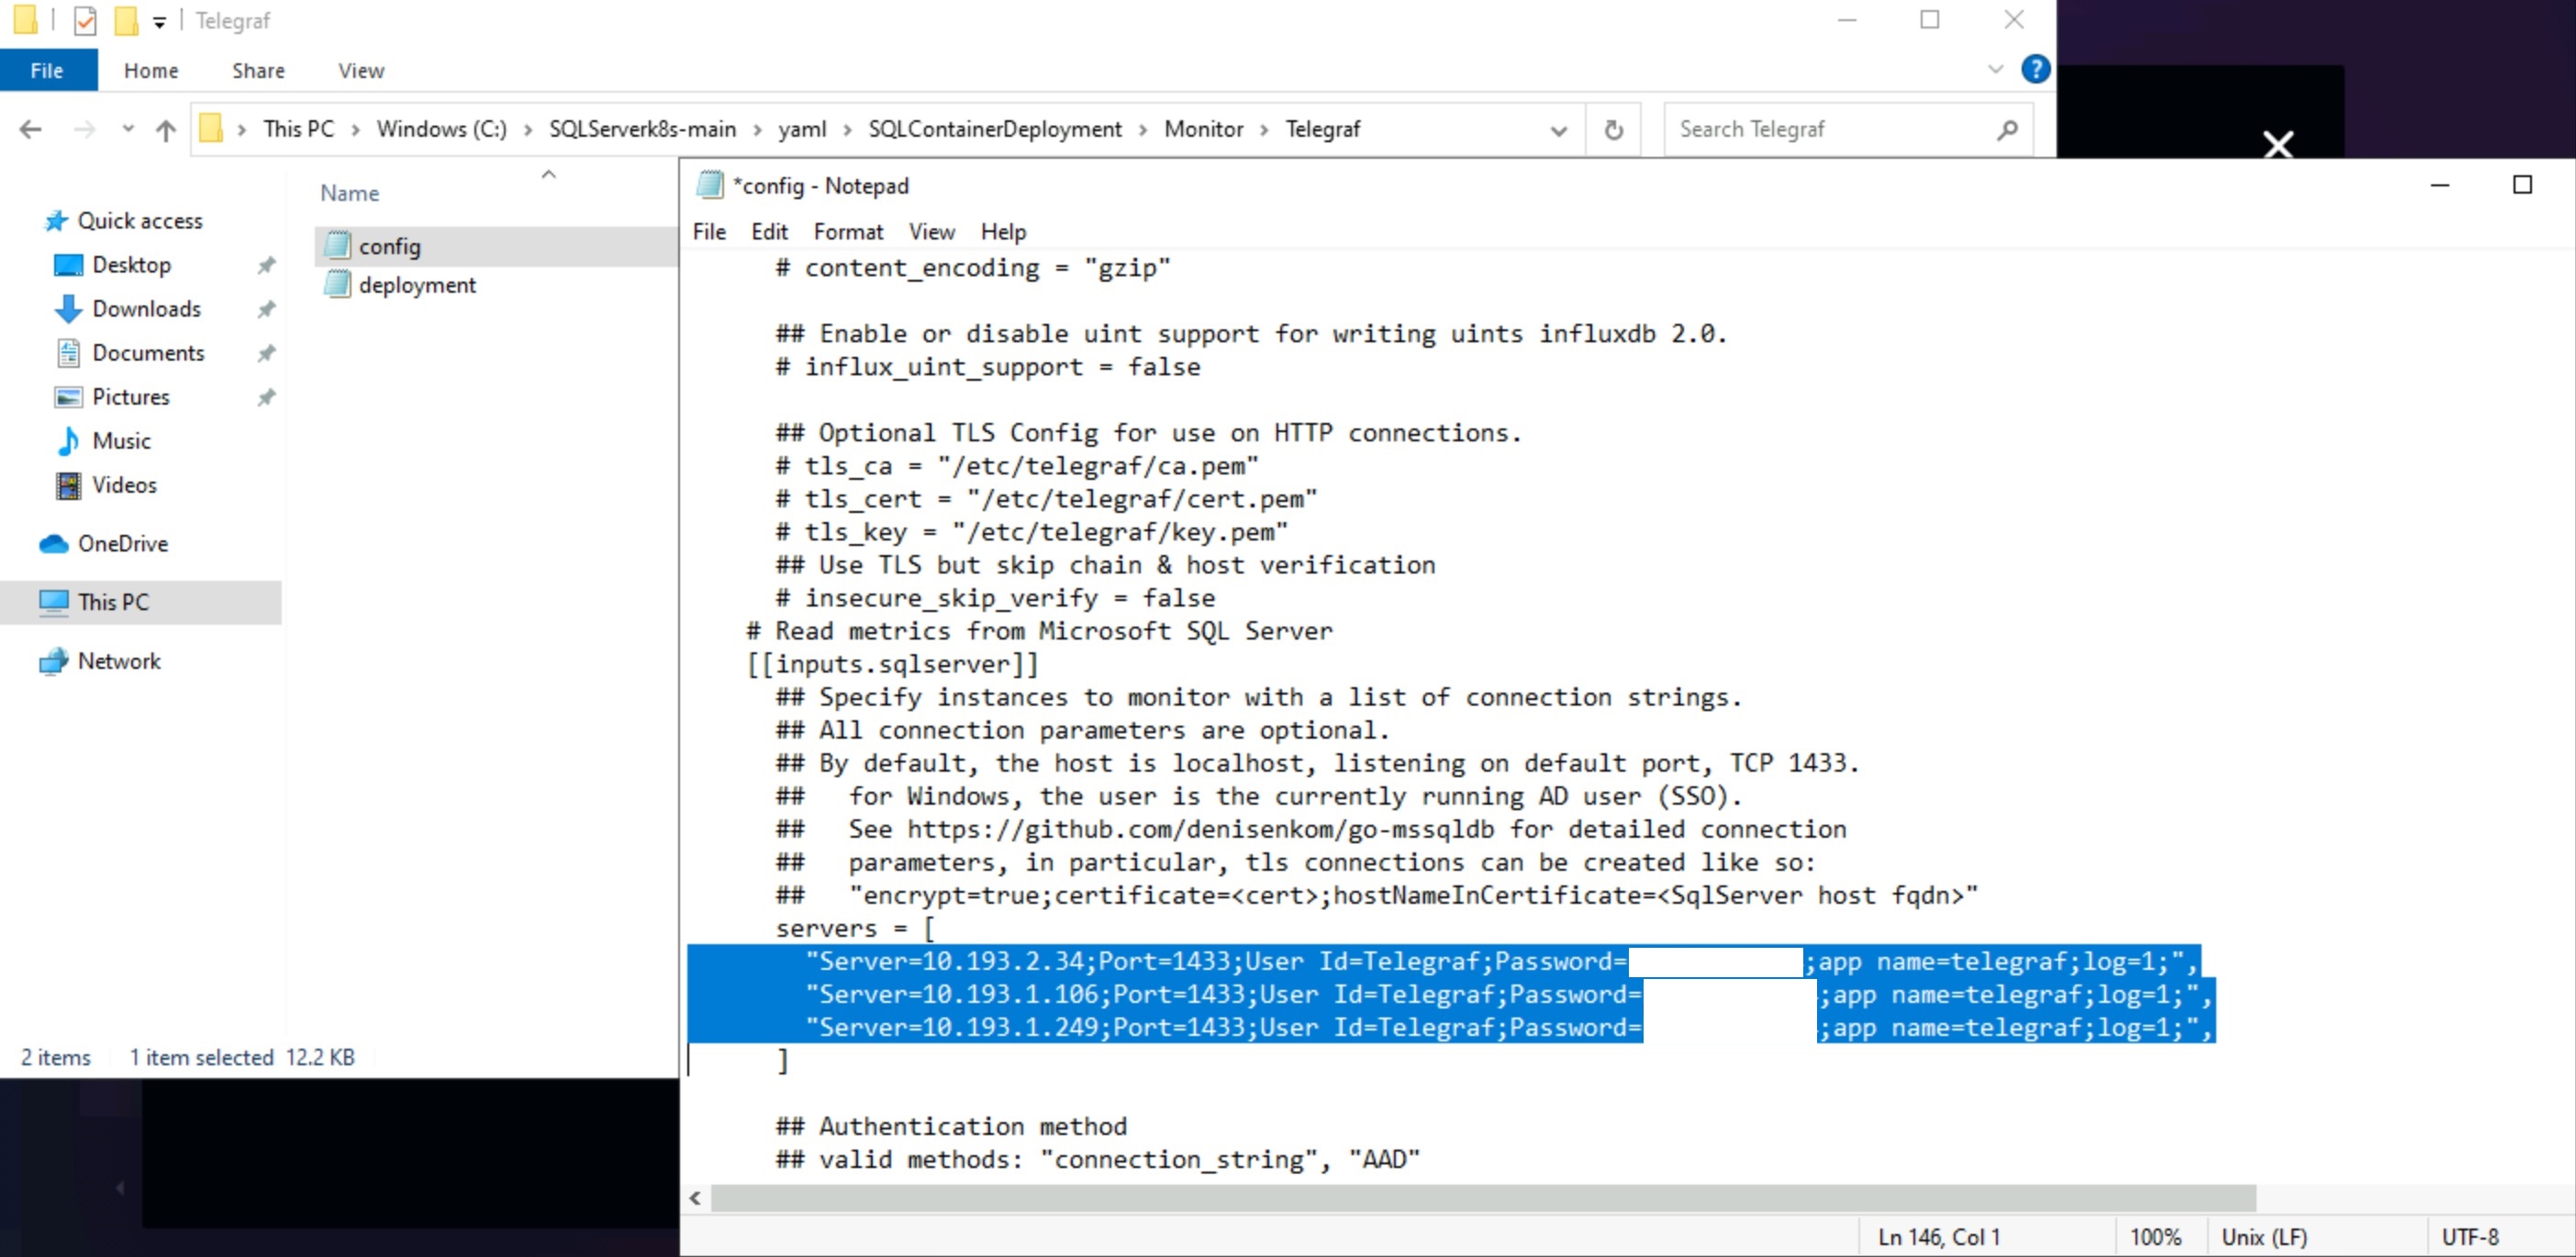 Telegraf
File Home Share View
This PC Windows (C:) SQLServerk8s-main yaml SQLContainerDeployment Monitor Telegraf
Search Telegraf
Name
Quick access
Desktop
Downloads
Documents
Pictures
Music
Videos
OneDrive
This PC
Network
config
deployment
2 items 1 item selected 12.2 KB
*config - Notepad
File Edit Format View Help
# content_encoding = "gzip"
## Enable or disable uint support for writing uints influxdb 2.0.
# influx_uint_support = false
## Optional TLS Config for use on HTTP connections.
# tls_ca = "/etc/telegraf/ca.pem"
# tls_cert = "/etc/telegraf/cert.pem"
# tls_key = "/etc/telegraf/key.pem"
## Use TLS but skip chain & host verification
# insecure_skip_verify = false
# Read metrics from Microsoft SQL Server
[[inputs.sqlserver]]
## Specify instances to monitor with a list of connection strings.
## All connection parameters are optional.
## By default, the host is localhost, listening on default port, TCP 1433.
## for Windows, the user is the currently running AD user (SSO).
## See https://github.com/denisenkom/go-mssqldb for detailed connection
## parameters, in particular, tls connections can be created like so:
## "encrypt=true;certificate=<cert>;hostNameInCertificate=<SqlServer host fqdn>"
servers = [
"Server=10.193.2.34;Port=1433;User Id=Telegraf;Password= ;app name=telegraf;log=1;",
"Server=10.193.1.106;Port=1433;User Id=Telegraf;Password= ;app name=telegraf;log=1;",
"Server=10.193.1.249;Port=1433;User Id=Telegraf;Password= ;app name=telegraf;log=1;",
]
## Authentication method
## valid methods: "connection_string", "AAD"
Ln 146, Col 1 100% Unix (LF) UTF-8